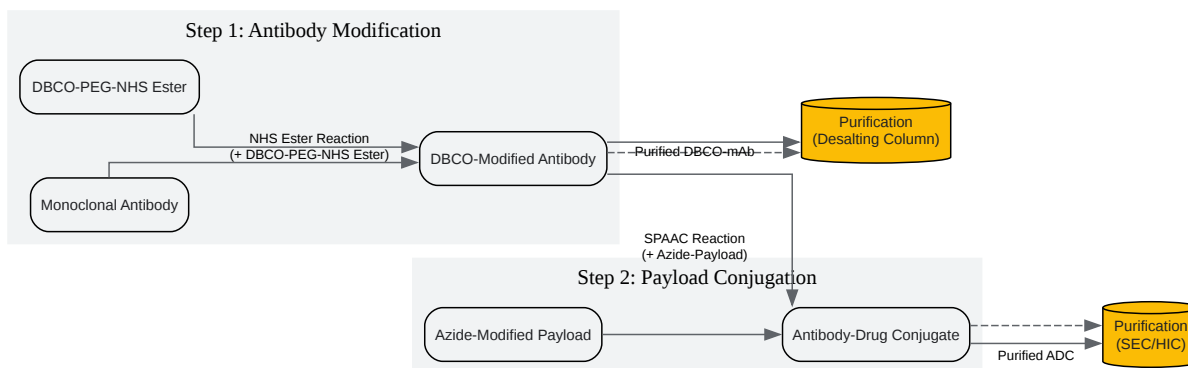 Step 1: Antibody Modification
DBCO-PEG-NHS Ester
NHS Ester Reaction
(+ DBCO-PEG-NHS Ester)
Monoclonal Antibody
DBCO-Modified Antibody
Purified DBCO-mAb
Purification
(Desalting Column)
SPAAC Reaction
(+ Azide-Payload)
Step 2: Payload Conjugation
Azide-Modified Payload
Antibody-Drug Conjugate
Purified ADC
Purification
(SEC/HIC)